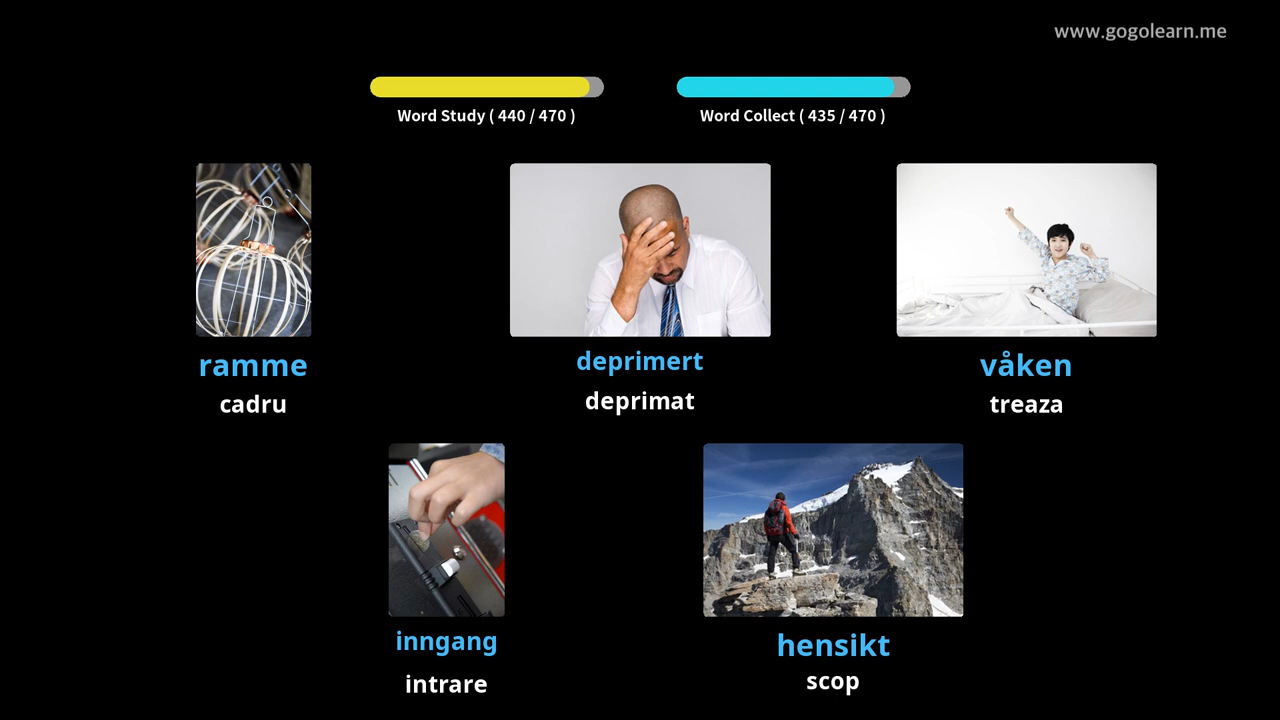 www.gogolearn.me
Word Study ( 440 / 470 )
Word Collect ( 435 / 470 )
ramme
cadru
deprimert
deprimat
våken
treaza
inngang
intrare
hensikt
scop